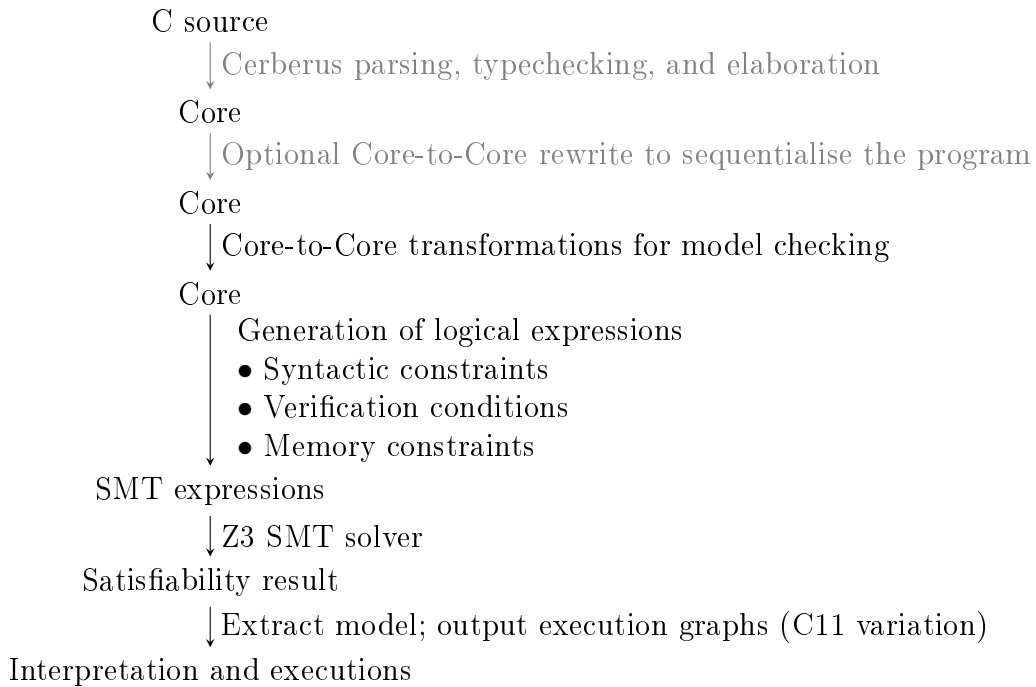 C source
Cerberus parsing, typechecking, and elaboration
Core
Optional Core-to-Core rewrite to sequentialise the program
Core
Core-to-Core transformations for model checking
Core
Generation of logical expressions
• Syntactic constraints
• Verification conditions
• Memory constraints
SMT expressions
Z3 SMT solver
Satisfiability result
Extract model; output execution graphs (C11 variation)
Interpretation and executions